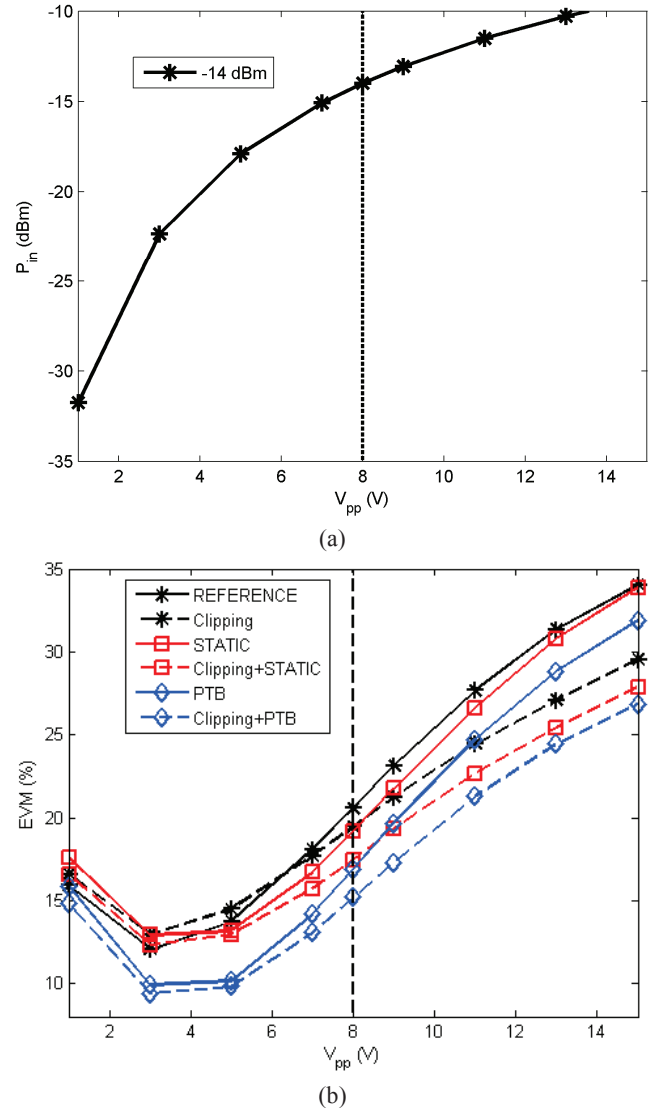 -10
-15
-20
-25
-30
-35
P_in (dBm)
-14 dBm
2 4 6 8 10 12 14
V_pp (V)
(a)
35
30
25
20
15
10
EVM (%)
REFERENCE
Clipping
STATIC
Clipping+STATIC
PTB
Clipping+PTB
2 4 6 8 10 12 14
V_pp (V)
(b)